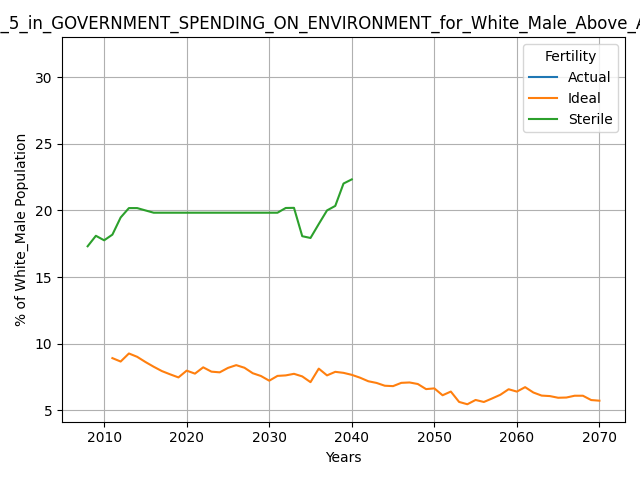 _5_in_GOVERNMENT_SPENDING_ON_ENVIRONMENT_for_White_Male_Above_A
Fertility
Actual
Ideal
Sterile
% of White_Male Population
30
25
20
15
10
5
2010 2020 2030 2040 2050 2060 2070
Years